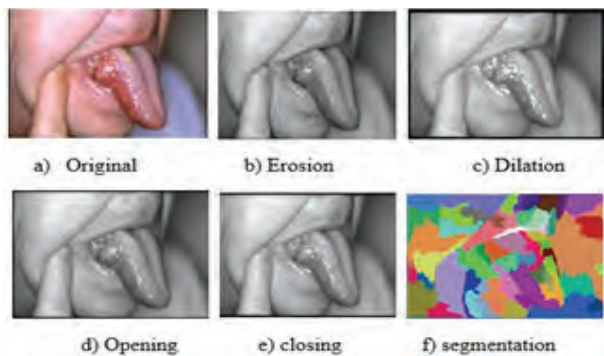 a) Original
b) Erosion
c) Dilation
d) Opening
e) closing
f) segmentation